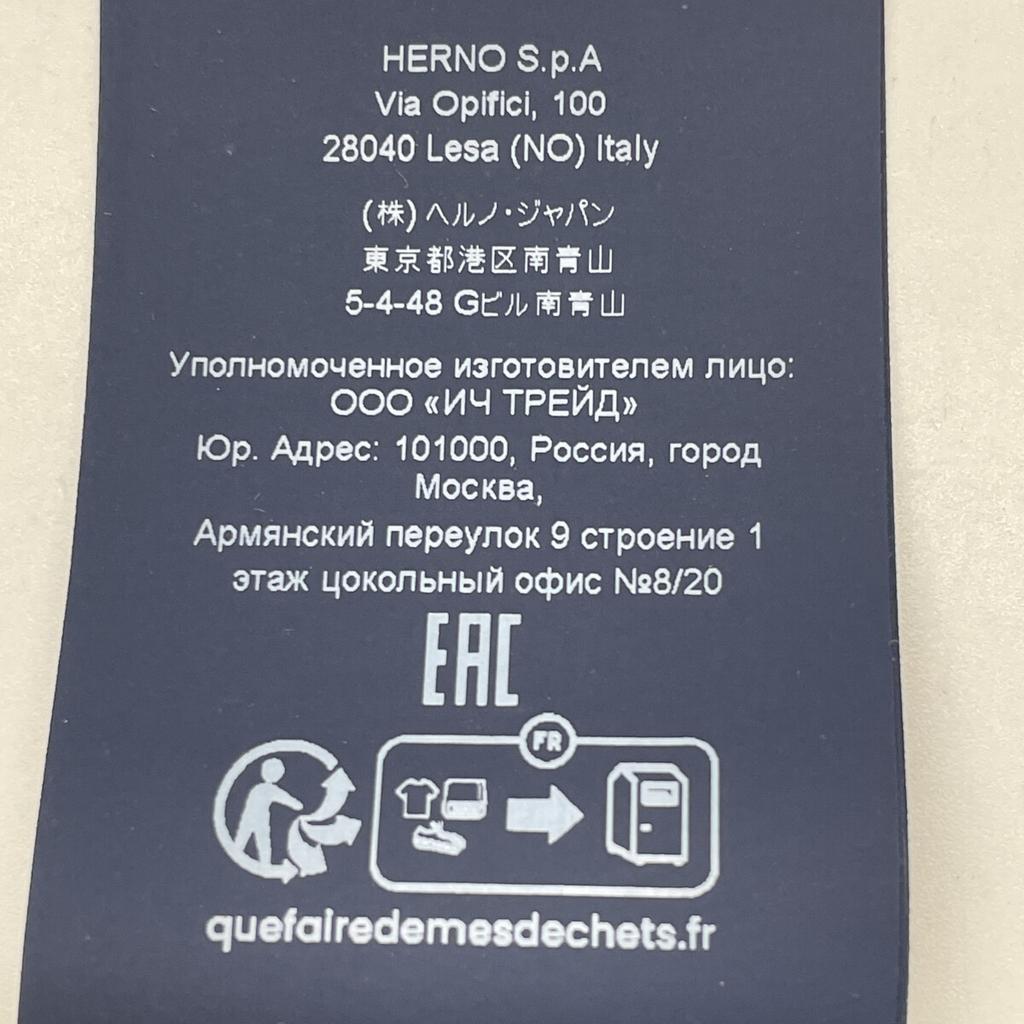 HERNO S.p.A
Via Opifici, 100
28040 Lesa (NO) Italy
(株) ヘルノ・ジャパン
東京都港区南青山
5-4-48 Gビル南青山
Уполномоченное изготовителем лицо:
ООО «ИЧ ТРЕЙД»
Юр. Адрес: 101000, Россия, город
Москва,
Армянский переулок 9 строение 1
этаж цокольный офис №8/20
EAC
FR
quefairedemesdechets.fr